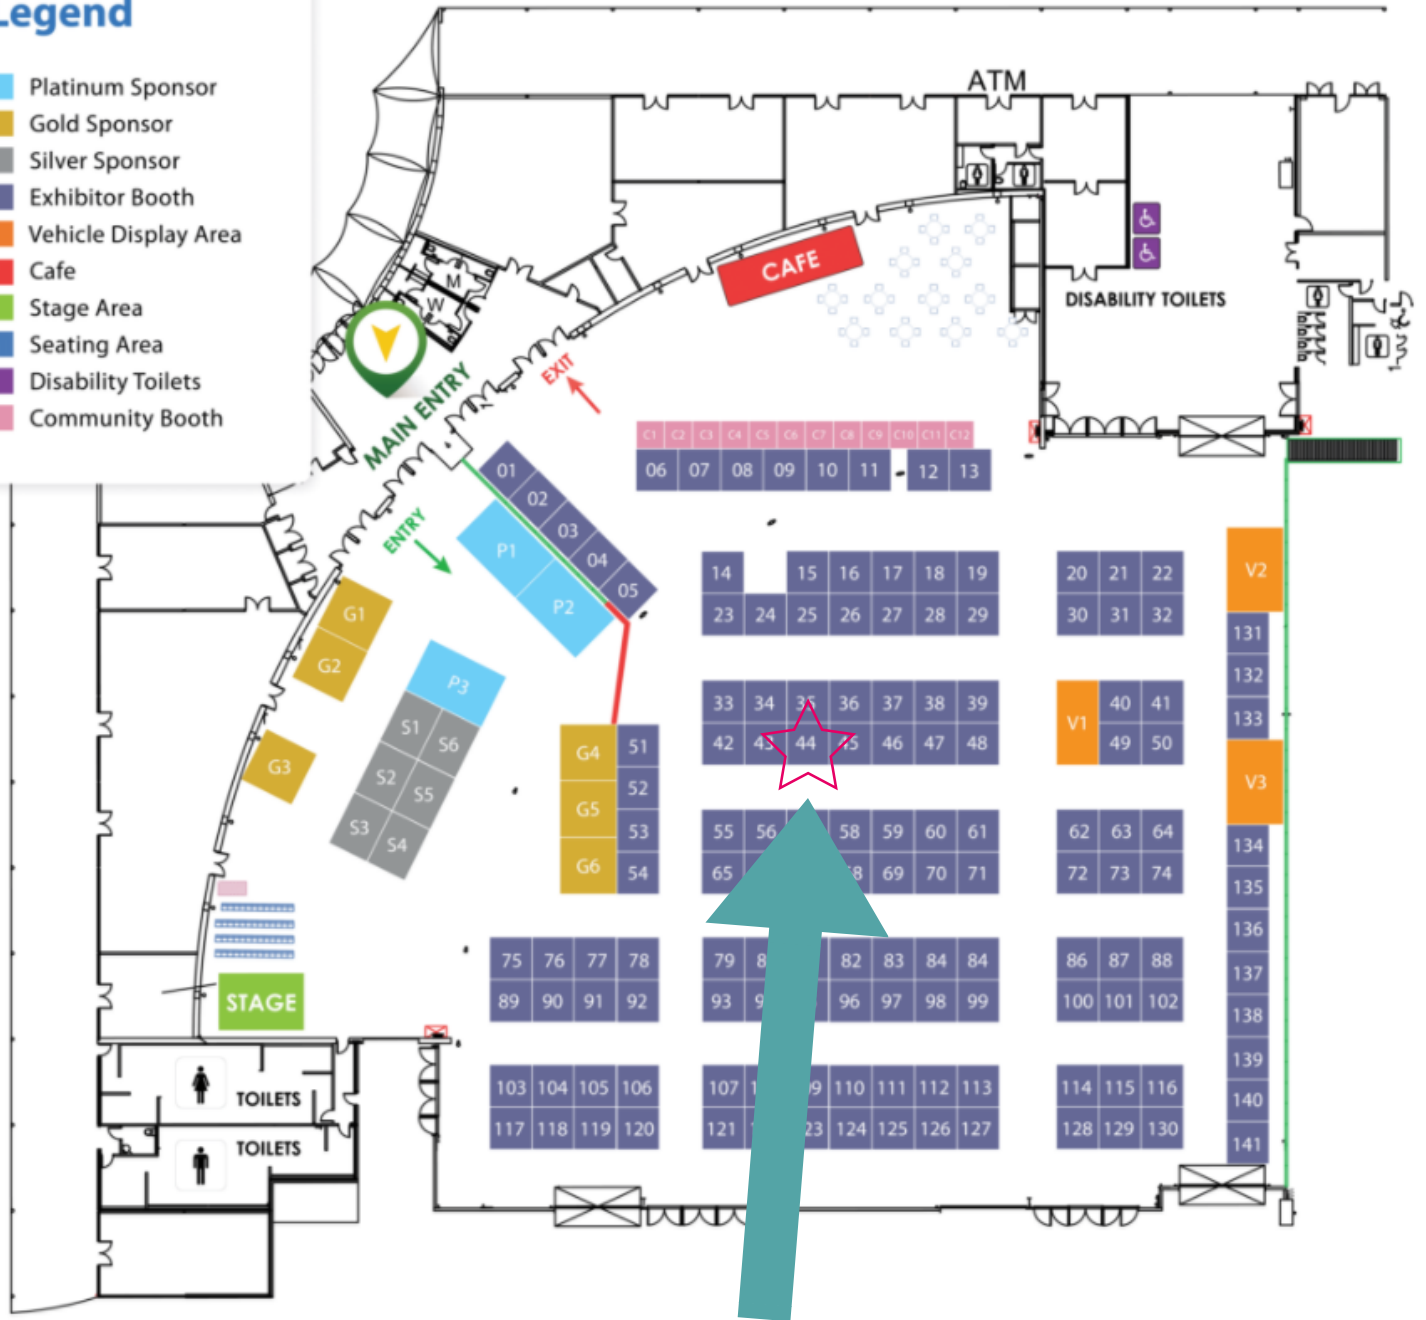 Legend
Platinum Sponsor
Gold Sponsor
Silver Sponsor
Exhibitor Booth
Vehicle Display Area
Cafe
Stage Area
Seating Area
Disability Toilets
Community Booth
ATM
M
W
CAFE
DISABILITY TOILETS
MAIN ENTRY
EXIT
ENTRY
C1 C2 C3 C4 C5 C6 C7 C8 C9 C10 C11 C12
06 07 08 09 10 11 12 13
01
02
03
04
05
P1
P2
P3
G1
G2
G3
S1 S6
S2 S5
S3 S4
G4
G5
G6
51
52
53
54
14 15 16 17 18 19 20 21 22
23 24 25 26 27 28 29 30 31 32
33 34 35 36 37 38 39 V1 40 41
42 43 44 45 46 47 48 49 50
55 56 58 59 60 61 62 63 64
65 69 70 71 72 73 74
75 76 77 78 79 82 83 84 84 86 87 88
89 90 91 92 93 96 97 98 99 100 101 102
103 104 105 106 107 110 111 112 113 114 115 116
117 118 119 120 121 124 125 126 127 128 129 130
V2
131
132
133
V3
134
135
136
137
138
139
140
141
STAGE
TOILETS
TOILETS